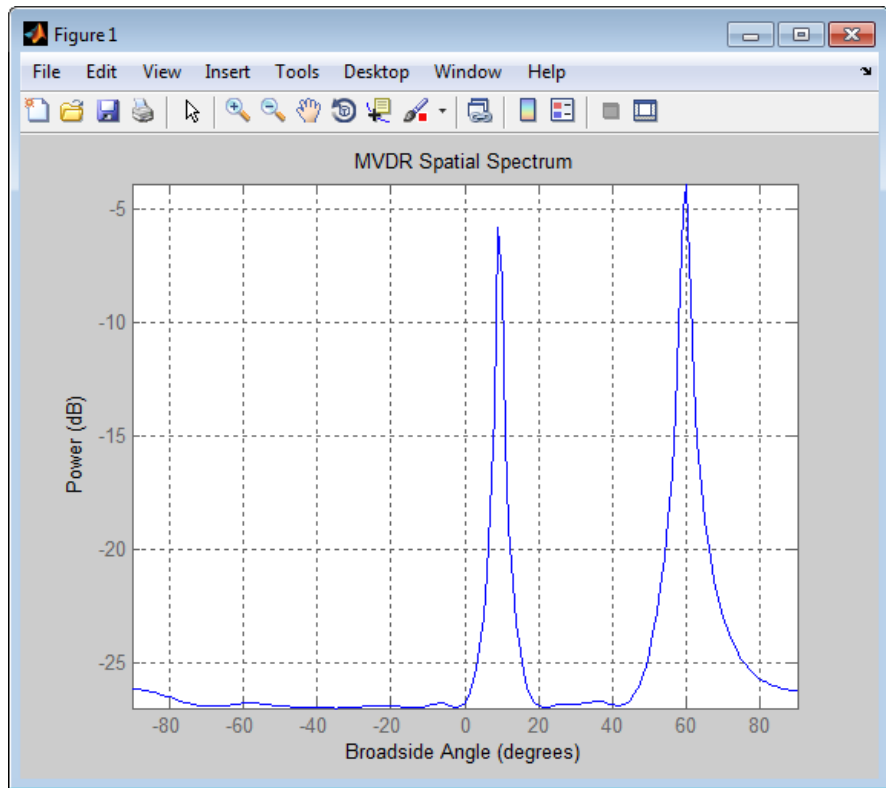 Figure 1
File Edit View Insert Tools Desktop Window Help
MVDR Spatial Spectrum
-5
-10
-15
-20
-25
Power (dB)
-80 -60 -40 -20 0 20 40 60 80
Broadside Angle (degrees)